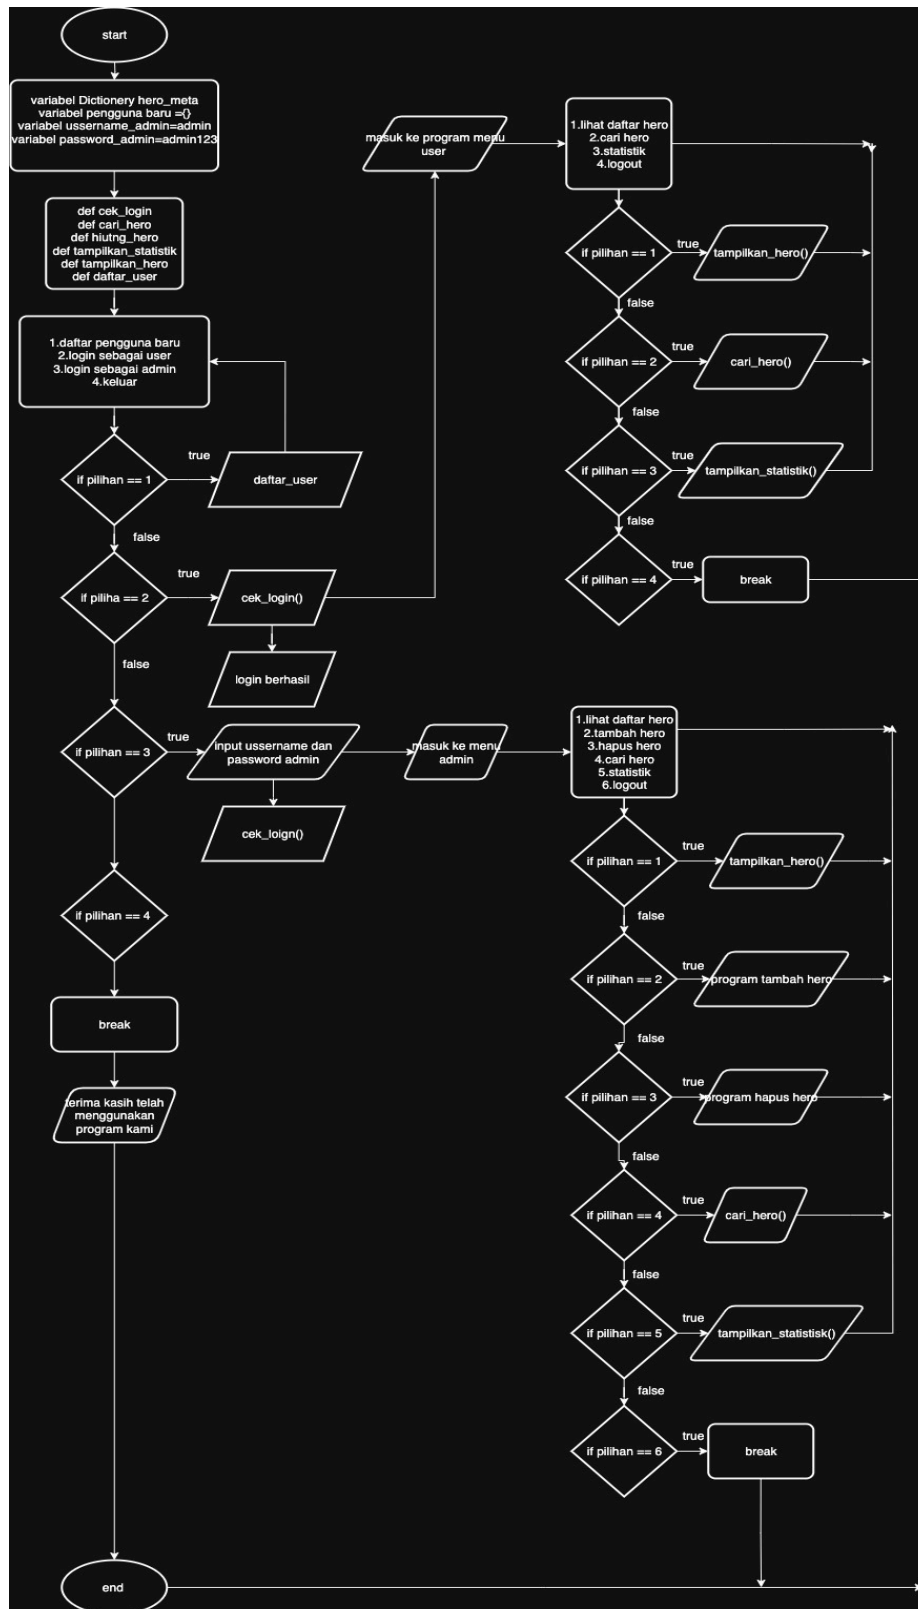 start
variabel Dictionery hero_meta
variabel pengguna baru ={}
variabel ussername_admin=admin
variabel password_admin=admin123
def cek_login
def cari_hero
def hiutng_hero
def tampilkan_statistik
def tampilkan_hero
def daftar_user
1.daftar pengguna baru
2.login sebagai user
3.login sebagai admin
4.keluar
if pilihan == 1
true
daftar_user
false
if piliha == 2
true
cek_login()
login berhasil
false
if pilihan == 3
true
input ussername dan
password admin
cek_loign()
masuk ke menu
admin
if pilihan == 4
break
terima kasih telah
menggunakan
program kami
end
masuk ke program menu
user
1.lihat daftar hero
2.cari hero
3.statistik
4.logout
if pilihan == 1
true
tampilkan_hero()
false
if pilihan == 2
true
cari_hero()
false
if pilihan == 3
true
tampilkan_statistik()
false
if pilihan == 4
true
break
1.lihat daftar hero
2.tambah hero
3.hapus hero
4.cari hero
5.statistik
6.logout
if pilihan == 1
true
tampilkan_hero()
false
if pilihan == 2
true
program tambah hero
false
if pilihan == 3
true
program hapus hero
false
if pilihan == 4
true
cari_hero()
false
if pilihan == 5
true
tampilkan_statistisk()
false
if pilihan == 6
true
break